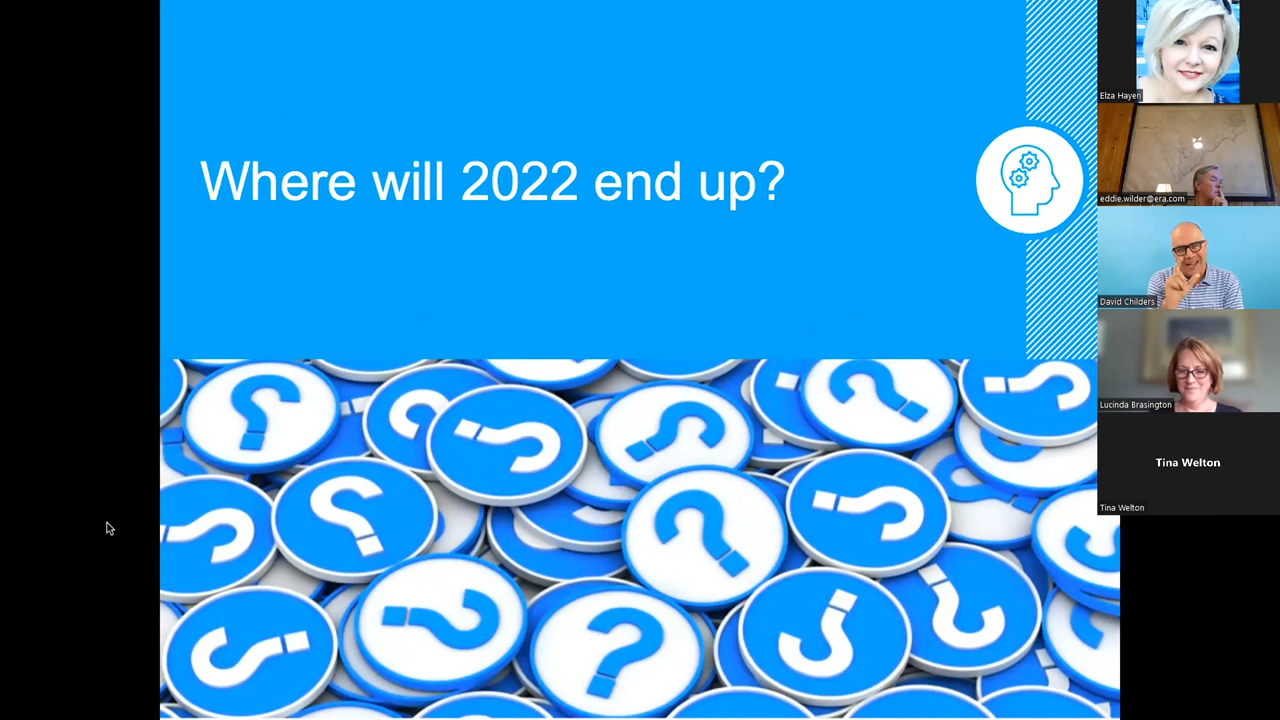 Where will 2022 end up?
Elza Hayen
eddie.wilder@era.com
David Childers
Lucinda Brasington
Tina Welton
Tina Welton